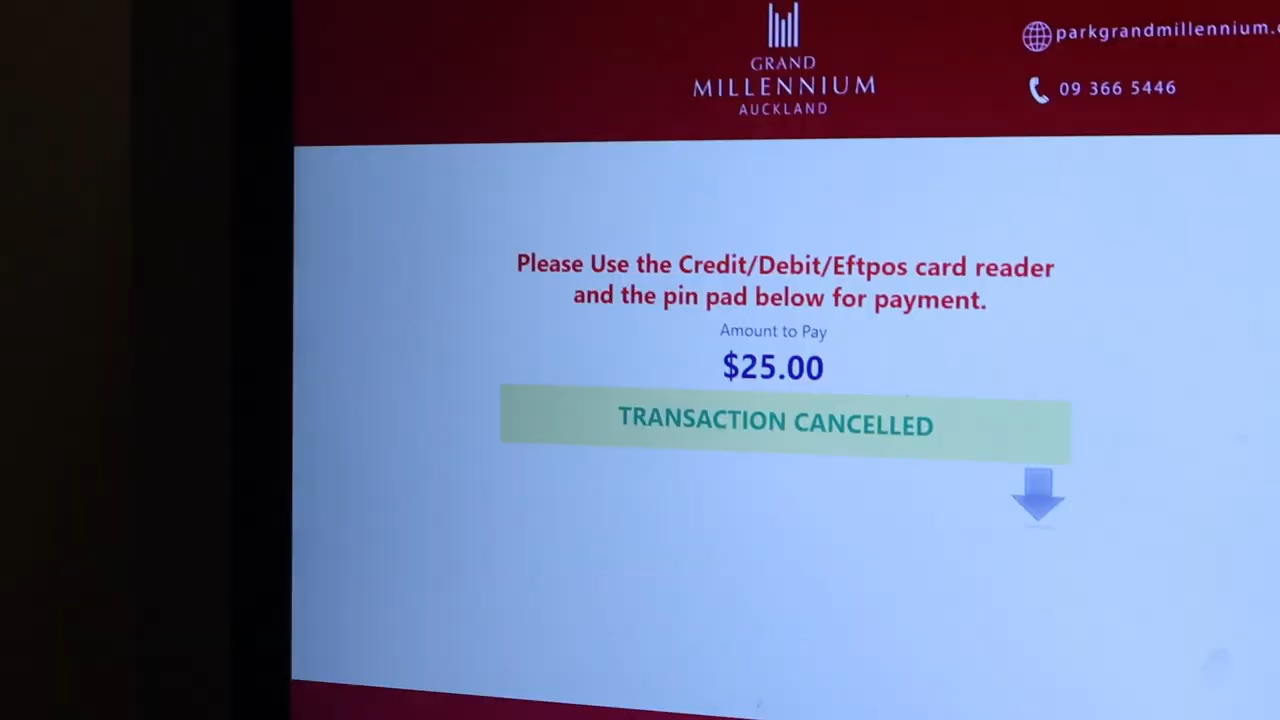 GRAND
MILLENNIUM
AUCKLAND
parkgrandmillennium.
09 366 5446
Please Use the Credit/Debit/Eftpos card reader
and the pin pad below for payment.
Amount to Pay
$25.00
TRANSACTION CANCELLED